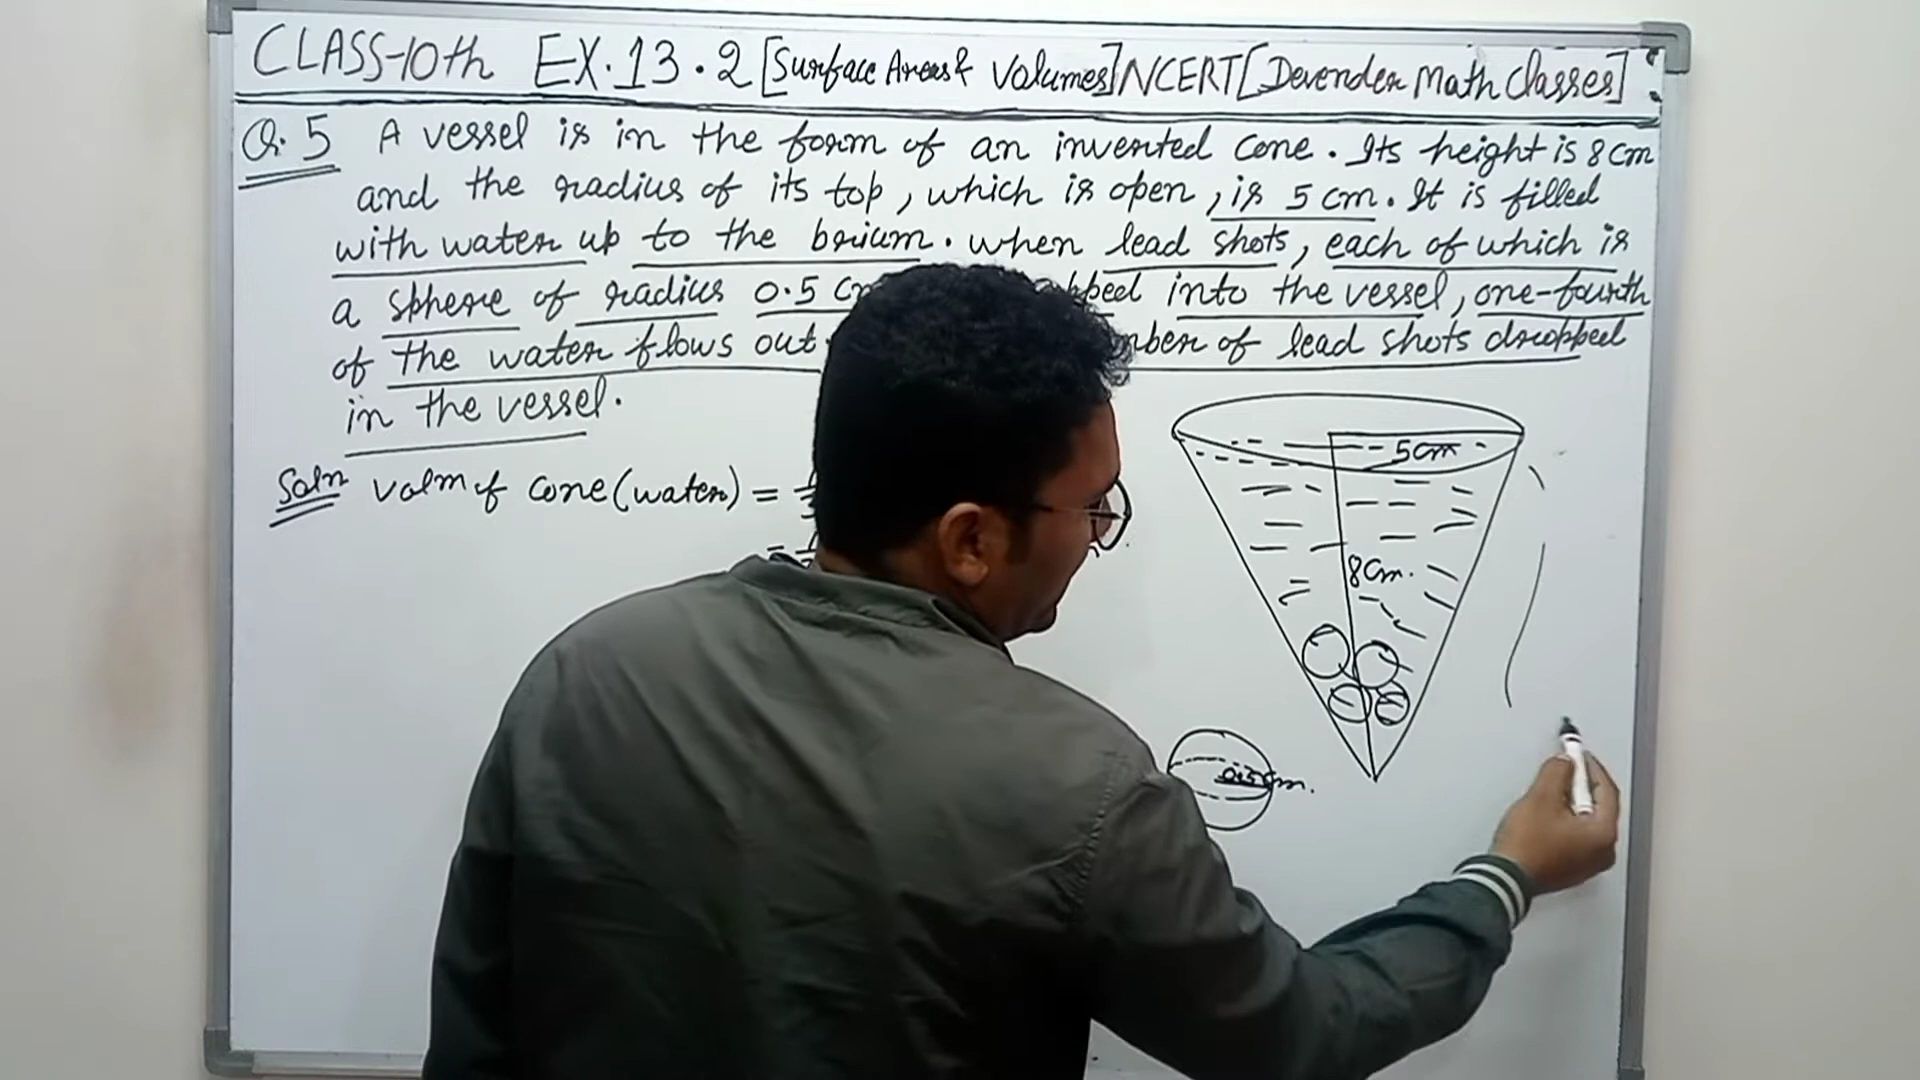 CLASS-10th EX.13.2 [Surface Areas & Volumes] NCERT [Devender Math Classes]
Q.5 A vessel is in the form of an inverted cone. Its height is 8 cm
and the radius of its top, which is open, is 5 cm. It is filled
with water up to the brium. when lead shots, each of which is
a sphere of radius 0.5 into the vessel, one-fourth
of the water flows out of lead shots dropped
in the vessel.
5cm
Soln volm of cone (water) =
=
8cm.
0.5cm.